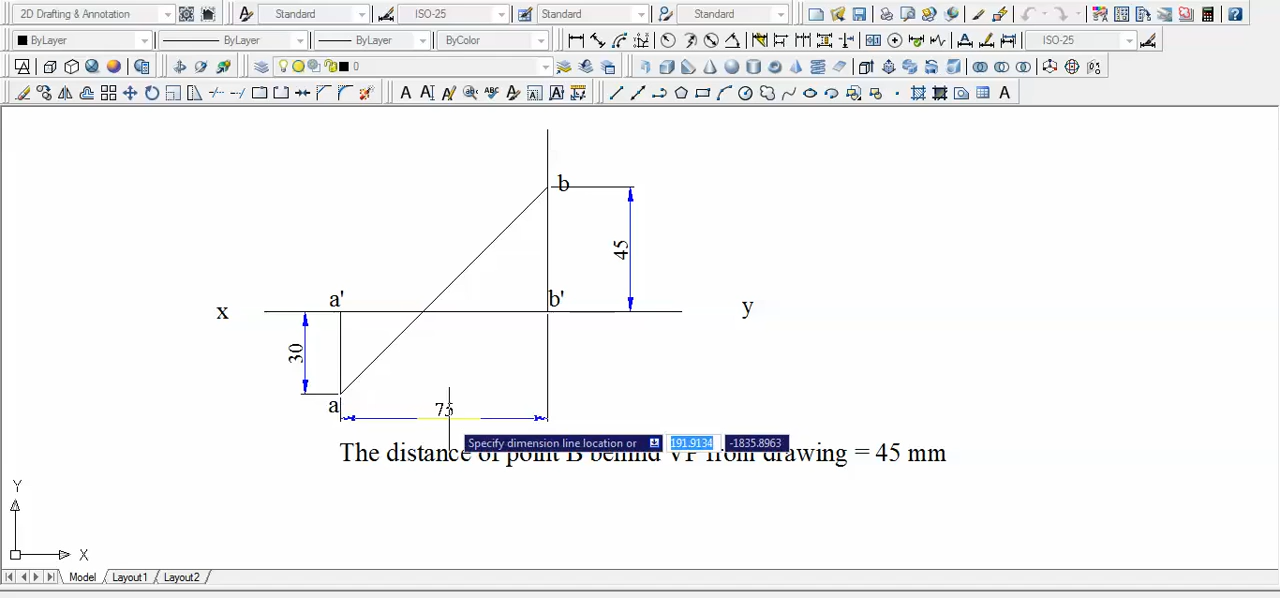 2D Drafting & Annotation Standard ISO-25 Standard Standard
ByLayer ByLayer ByLayer ByColor ISO-25
0
b
45
a' b'
x y
30
a
75
Specify dimension line location or 191.9134 -1835.8963
The distance of point B behind VP from drawing = 45 mm
Y
X
Model Layout1 Layout2